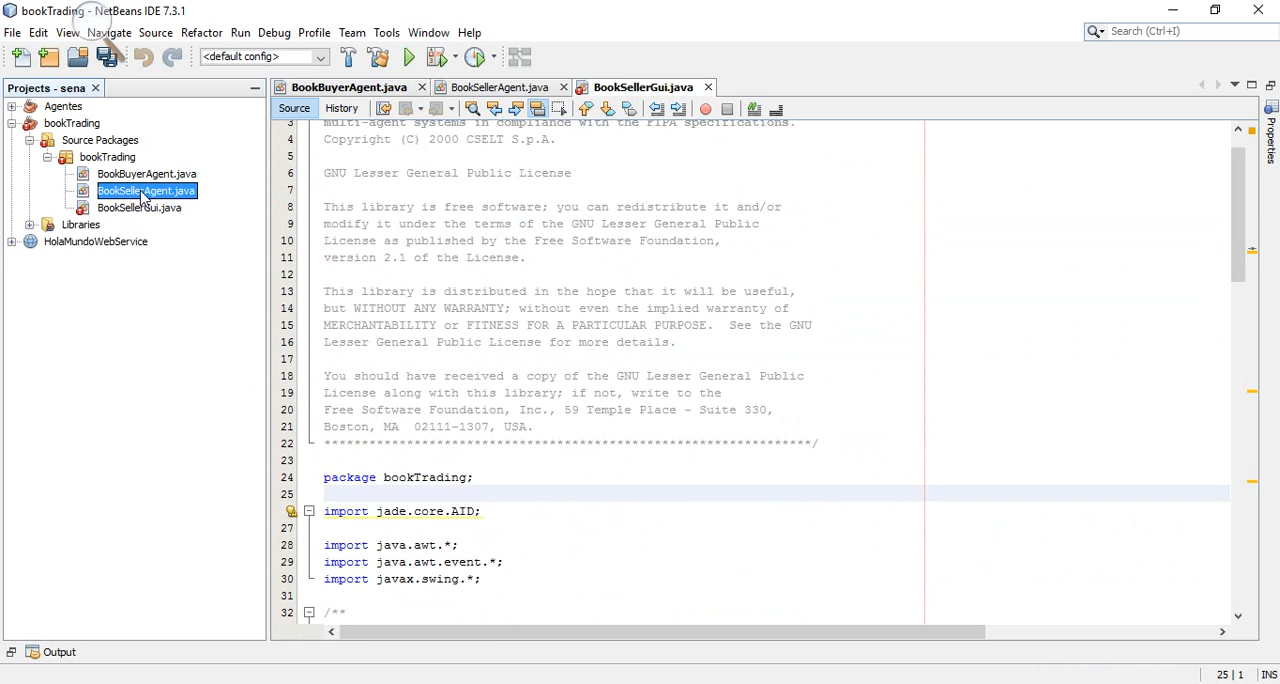 bookTrading - NetBeans IDE 7.3.1
File Edit View Navigate Source Refactor Run Debug Profile Team Tools Window Help
Search (Ctrl+I)
<default config>
Projects - sena
BookBuyerAgent.java
BookSellerAgent.java
BookSellerGui.java
Agentes
bookTrading
Source Packages
bookTrading
BookBuyerAgent.java
BookSellerAgent.java
BookSellerGui.java
Libraries
HolaMundoWebService
Source History
Properties
3 multi-agent systems in compliance with the FIPA specifications.
4 Copyright (C) 2000 CSELT S.p.A.
5
6 GNU Lesser General Public License
7
8 This library is free software; you can redistribute it and/or
9 modify it under the terms of the GNU Lesser General Public
10 License as published by the Free Software Foundation,
11 version 2.1 of the License.
12
13 This library is distributed in the hope that it will be useful,
14 but WITHOUT ANY WARRANTY; without even the implied warranty of
15 MERCHANTABILITY or FITNESS FOR A PARTICULAR PURPOSE.  See the GNU
16 Lesser General Public License for more details.
17
18 You should have received a copy of the GNU Lesser General Public
19 License along with this library; if not, write to the
20 Free Software Foundation, Inc., 59 Temple Place - Suite 330,
21 Boston, MA  02111-1307, USA.
22 *****************************************************************/
23
24 package bookTrading;
25
import jade.core.AID;
27
28 import java.awt.*;
29 import java.awt.event.*;
30 import javax.swing.*;
31
32 /**
Output
25 | 1 INS